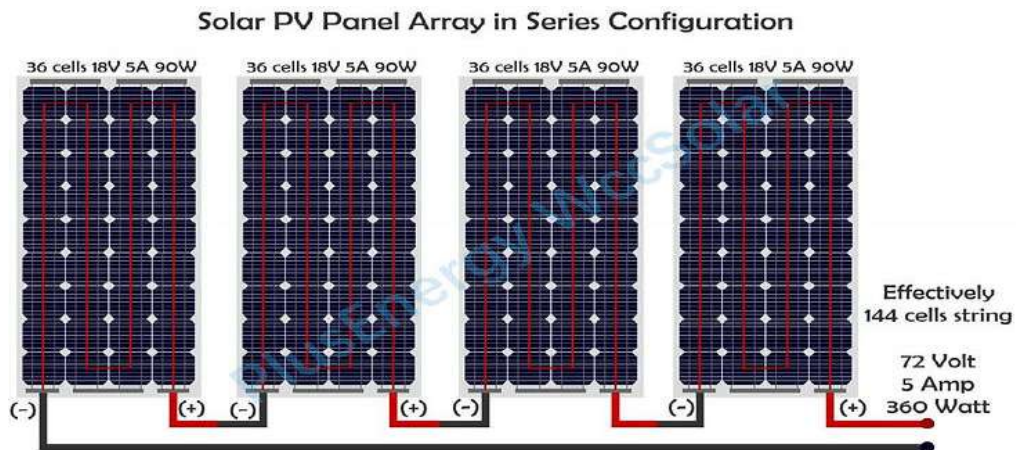 Solar PV Panel Array in Series Configuration
36 cells 18V 5A 90W
36 cells 18V 5A 90W
36 cells 18V 5A 90W
36 cells 18V 5A 90W
PlusEnergy WccSolar
Effectively
144 cells string
72 Volt
5 Amp
360 Watt
(-)
(+)
(-)
(+)
(-)
(-)
(+)